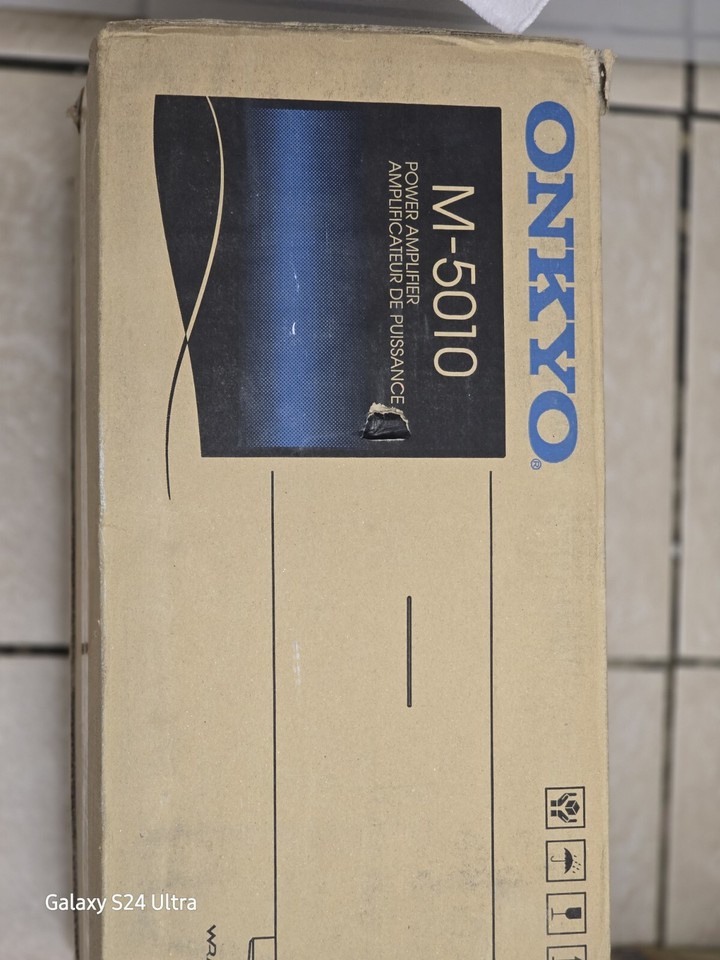 ONKYO®
M-5010
POWER AMPLIFIER
AMPLIFICATEUR DE PUISSANCE
Galaxy S24 Ultra